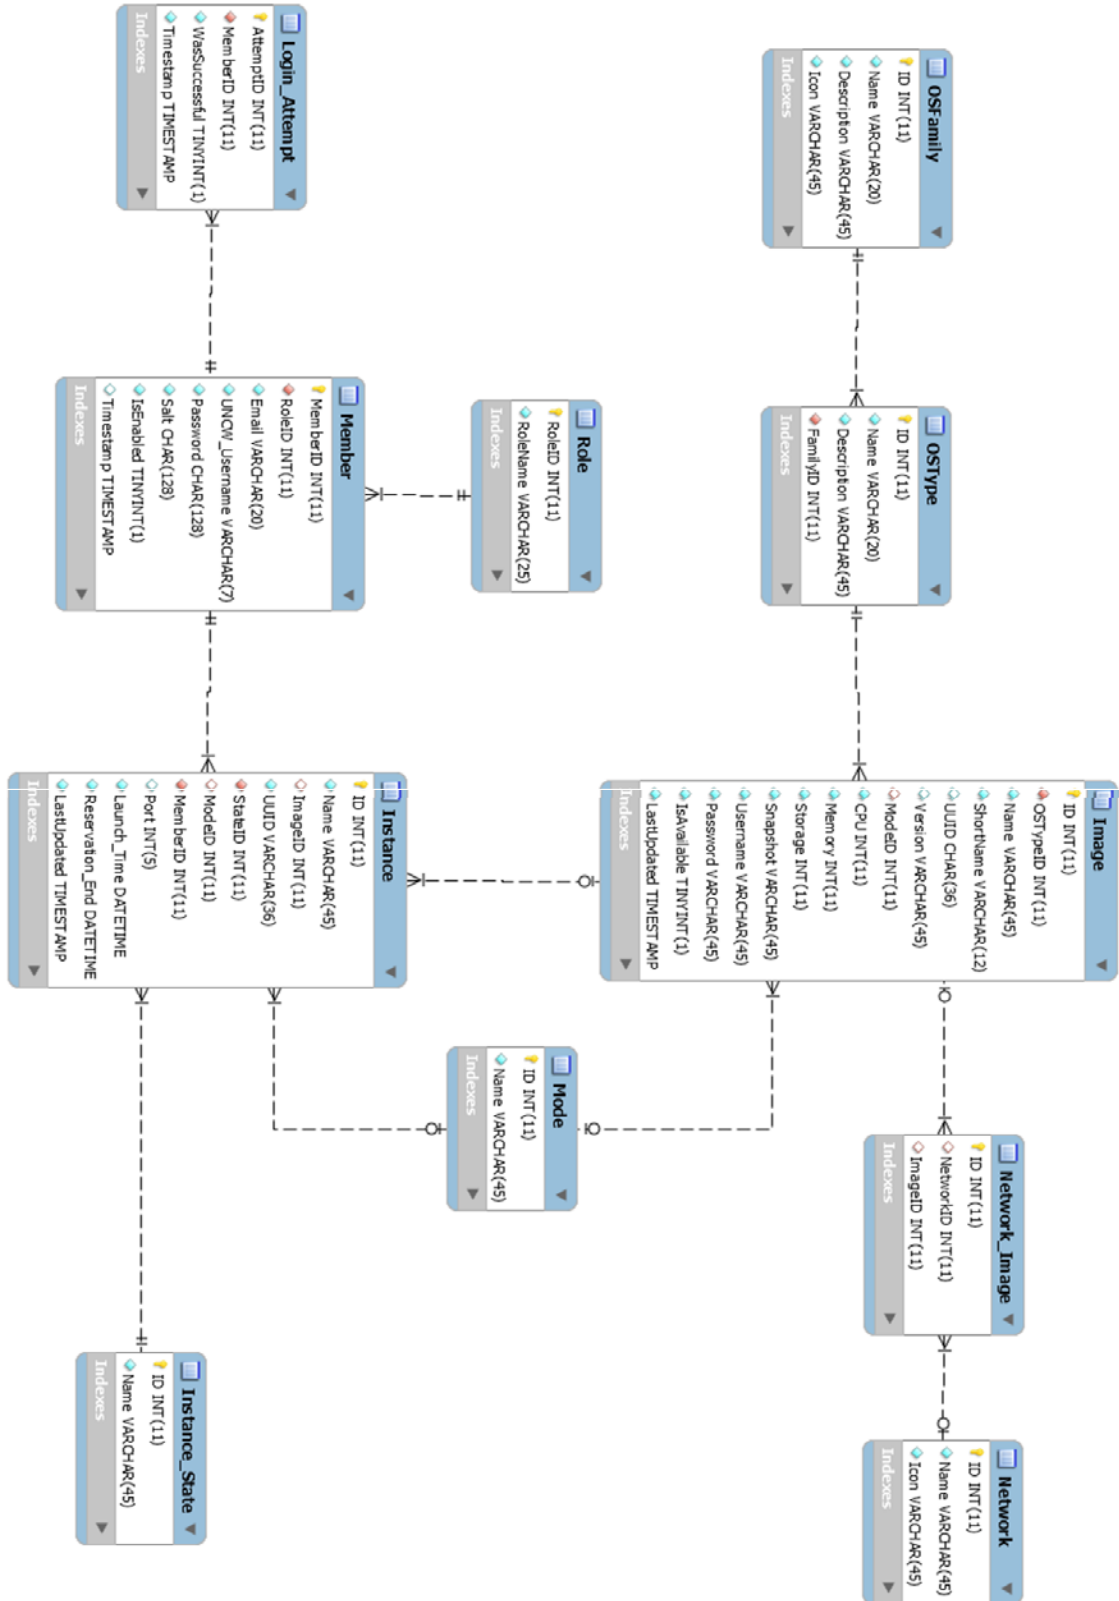 OSFamily
ID INT(11)
Name VARCHAR(20)
Description VARCHAR(45)
Icon VARCHAR(45)
Indexes
OSType
ID INT(11)
Name VARCHAR(20)
Description VARCHAR(45)
FamilyID INT(11)
Indexes
Image
ID INT(11)
OSTypeID INT(11)
Name VARCHAR(45)
ShortName VARCHAR(12)
UUID CHAR(36)
Version VARCHAR(45)
ModeID INT(11)
CPU INT(11)
Memory INT(11)
Storage INT(11)
Snapshot VARCHAR(45)
Username VARCHAR(45)
Password VARCHAR(45)
IsAvailable TINYINT(1)
LastUpdated TIMESTAMP
Indexes
Network_Image
ID INT(11)
NetworkID INT(11)
ImageID INT(11)
Indexes
Network
ID INT(11)
Name VARCHAR(45)
Icon VARCHAR(45)
Indexes
Role
RoleID INT(11)
RoleName VARCHAR(25)
Indexes
Mode
ID INT(11)
Name VARCHAR(45)
Indexes
Login_Attempt
AttemptID INT(11)
MemberID INT(11)
WasSuccessful TINYINT(1)
Timestamp TIMESTAMP
Indexes
Member
MemberID INT(11)
RoleID INT(11)
Email VARCHAR(20)
UNCW_Username VARCHAR(7)
Password CHAR(128)
Salt CHAR(128)
IsEnabled TINYINT(1)
Timestamp TIMESTAMP
Indexes
Instance
ID INT(11)
Name VARCHAR(45)
ImageID INT(11)
UUID VARCHAR(36)
StateID INT(11)
ModeID INT(11)
MemberID INT(11)
Port INT(5)
Launch_Time DATETIME
Reservation_End DATETIME
LastUpdated TIMESTAMP
Indexes
Instance_State
ID INT(11)
Name VARCHAR(45)
Indexes